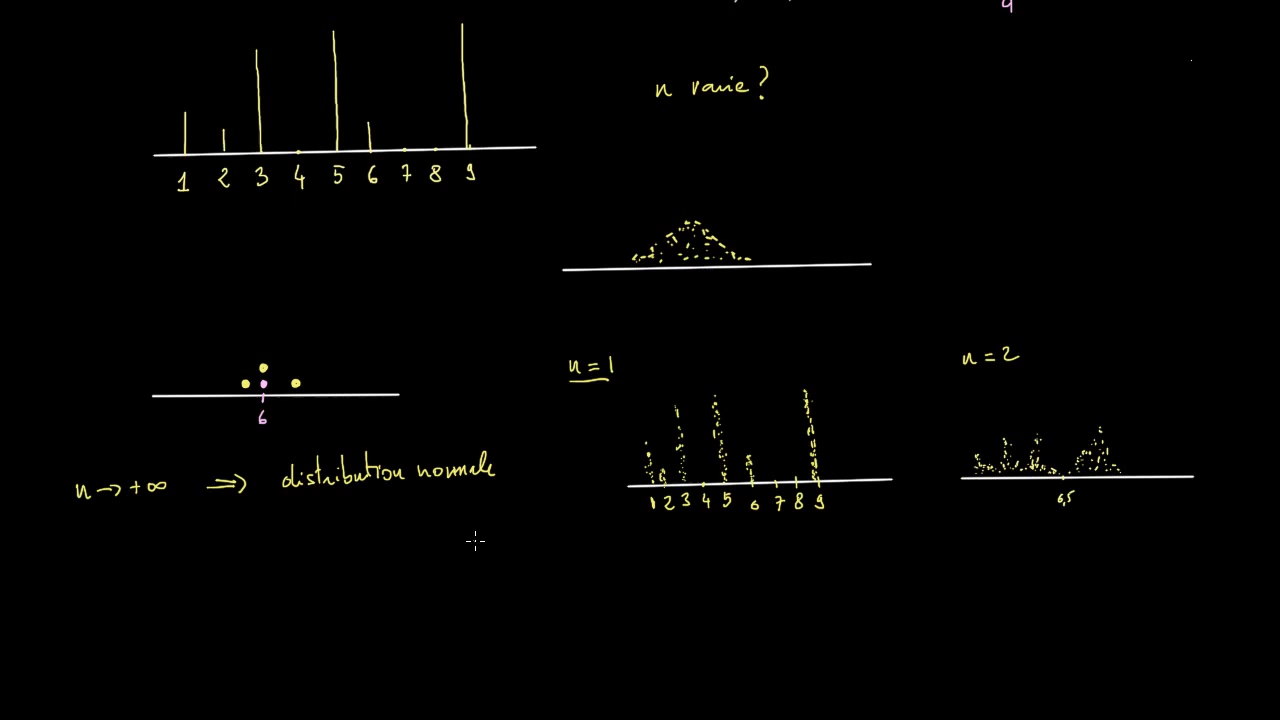 n varie?
1 2 3 4 5 6 7 8 9
n = 1
n = 2
6
n → +∞ ⇒ distribution normale
1 2 3 4 5 6 7 8 9
6,5